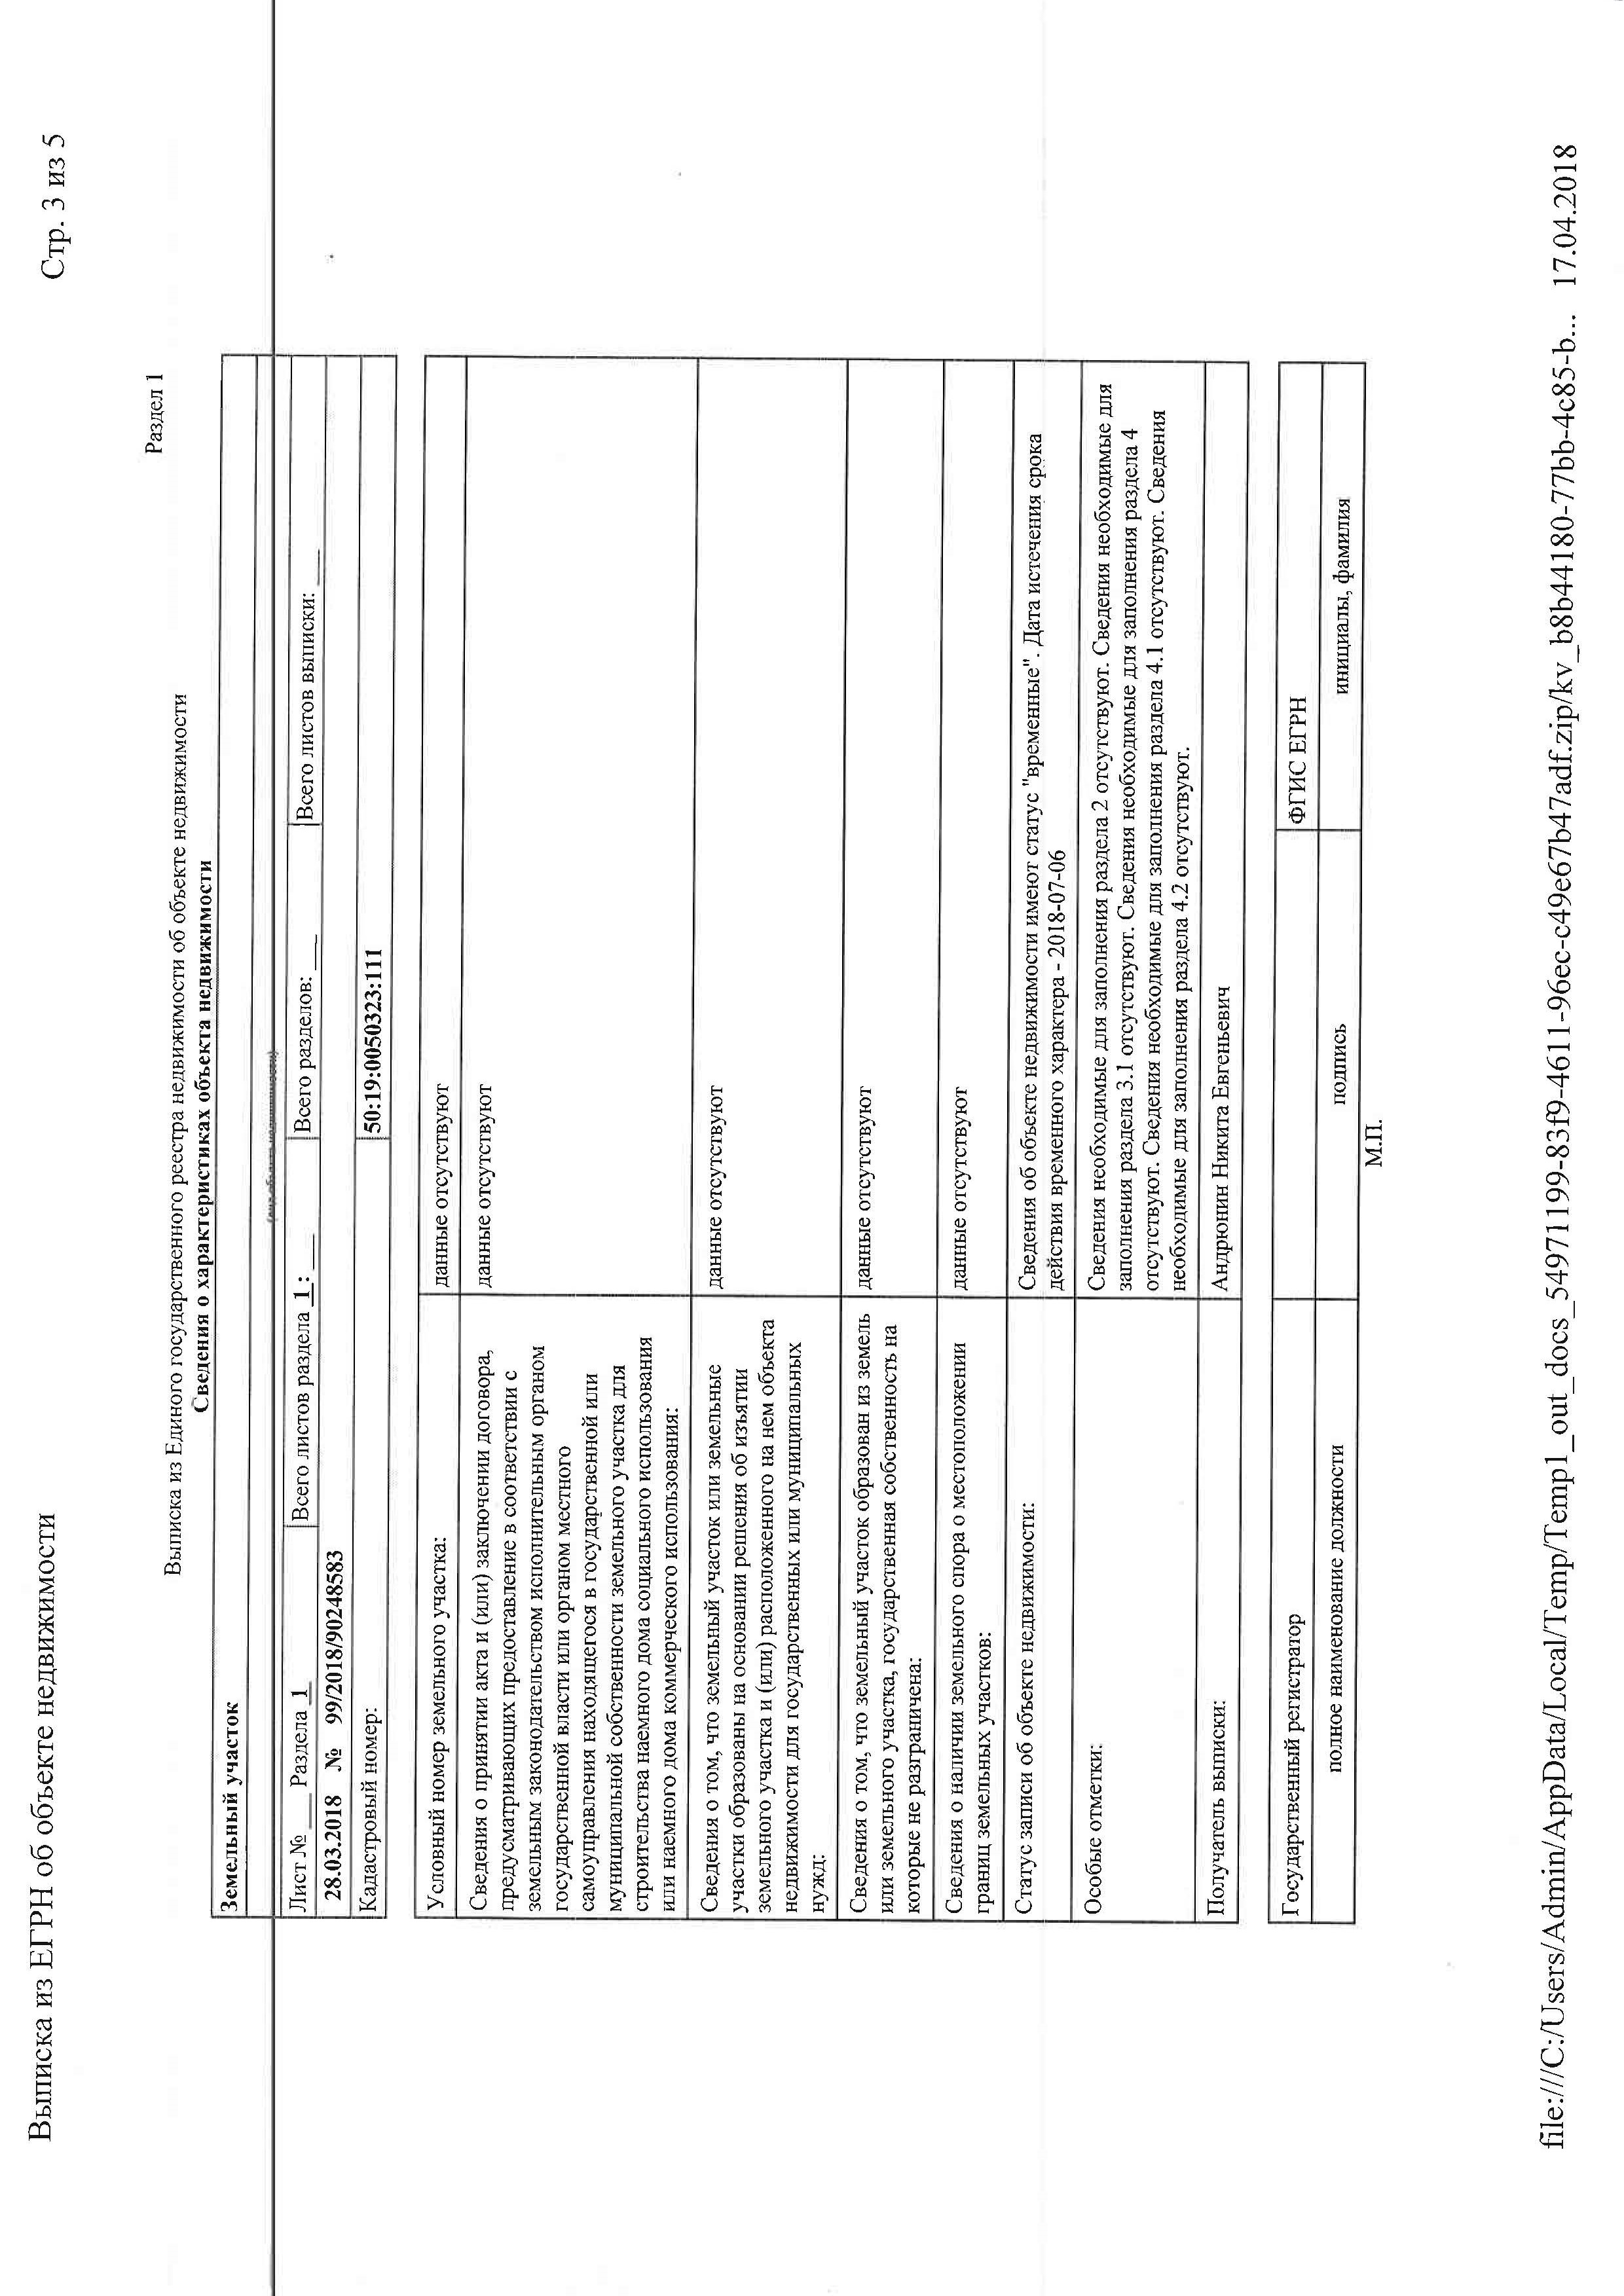 Выписка из ЕГРН об объекте недвижимости
Стр. 3 из 5
Раздел 1
Выписка из Единого государственного реестра недвижимости об объекте недвижимости
Сведения о характеристиках объекта недвижимости
Земельный участок
(вид объекта недвижимости)
Лист № ___ Раздела 1
Всего листов раздела 1 : ___
Всего разделов: ___
Всего листов выписки: ___
28.03.2018 № 99/2018/90248583
Кадастровый номер:
50:19:0050323:111
Условный номер земельного участка:
данные отсутствуют
Сведения о принятии акта и (или) заключении договора,
предусматривающих предоставление в соответствии с
земельным законодательством исполнительным органом
государственной власти или органом местного
самоуправления находящегося в государственной или
муниципальной собственности земельного участка для
строительства наемного дома социального использования
или наемного дома коммерческого использования:
данные отсутствуют
Сведения о том, что земельный участок или земельные
участки образованы на основании решения об изъятии
земельного участка и (или) расположенного на нем объекта
недвижимости для государственных или муниципальных
нужд:
данные отсутствуют
Сведения о том, что земельный участок образован из земель
или земельного участка, государственная собственность на
которые не разграничена:
данные отсутствуют
Сведения о наличии земельного спора о местоположении
границ земельных участков:
данные отсутствуют
Статус записи об объекте недвижимости:
Сведения об объекте недвижимости имеют статус "временные". Дата истечения срока
действия временного характера - 2018-07-06
Особые отметки:
Сведения необходимые для заполнения раздела 2 отсутствуют. Сведения необходимые для
заполнения раздела 3.1 отсутствуют. Сведения необходимые для заполнения раздела 4
отсутствуют. Сведения необходимые для заполнения раздела 4.1 отсутствуют. Сведения
необходимые для заполнения раздела 4.2 отсутствуют.
Получатель выписки:
Андрюнин Никита Евгеньевич
Государственный регистратор
ФГИС ЕГРН
полное наименование должности
подпись
инициалы, фамилия
М.П.
file:///C:/Users/Admin/AppData/Local/Temp/Temp1_out_docs_54971199-83f9-4611-96ec-c49e67b47adf.zip/kv_b8b44180-77bb-4c85-b... 17.04.2018